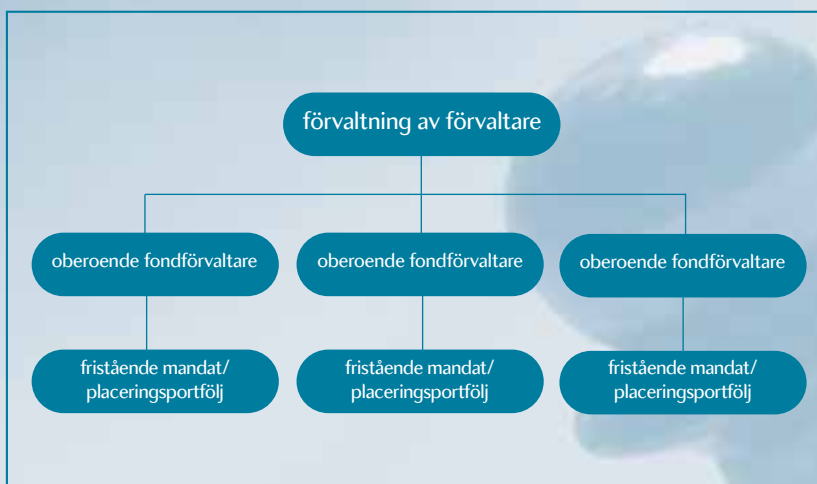 förvaltning av förvaltare
oberoende fondförvaltare
oberoende fondförvaltare
oberoende fondförvaltare
fristående mandat/
placeringsportfölj
fristående mandat/
placeringsportfölj
fristående mandat/
placeringsportfölj